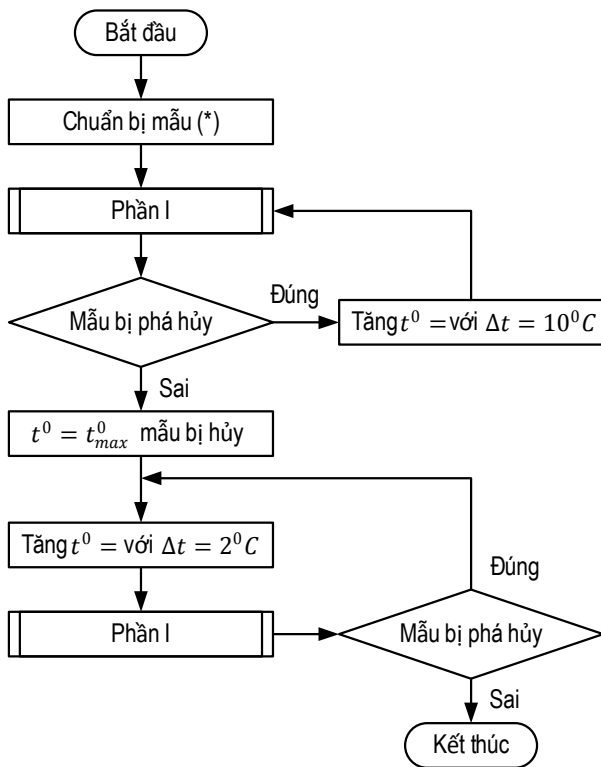 Bắt đầu
Chuẩn bị mẫu (*)
Phần I
Mẫu bị phá hủy
Đúng
Tăng t⁰ = với Δt = 10⁰C
Sai
t⁰ = t⁰max mẫu bị hủy
Tăng t⁰ = với Δt = 2⁰C
Phần I
Đúng
Mẫu bị phá hủy
Sai
Kết thúc